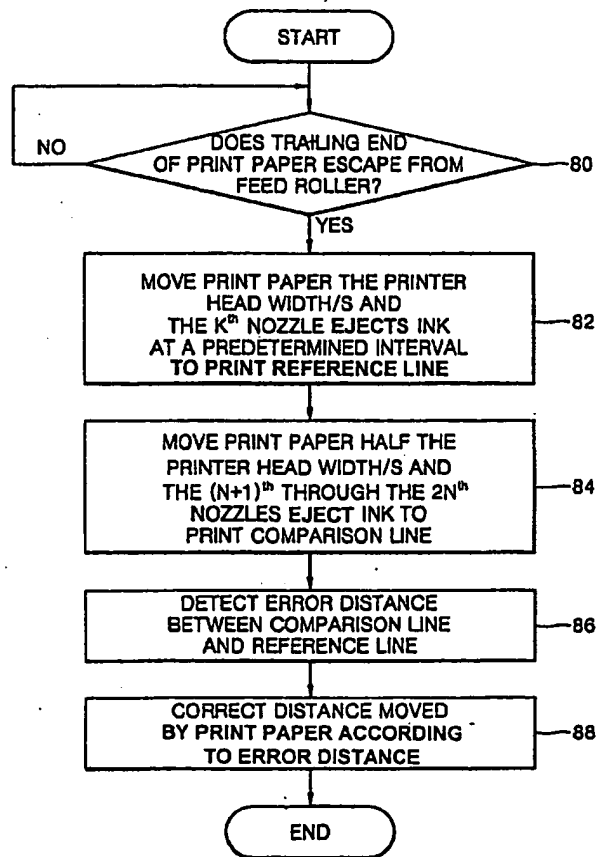 START
NO
DOES TRAILING END
OF PRINT PAPER ESCAPE FROM
FEED ROLLER?
80
YES
MOVE PRINT PAPER THE PRINTER
HEAD WIDTH/S AND
THE Kth NOZZLE EJECTS INK
AT A PREDETERMINED INTERVAL
TO PRINT REFERENCE LINE
82
MOVE PRINT PAPER HALF THE
PRINTER HEAD WIDTH/S AND
THE (N+1)th THROUGH THE 2Nth
NOZZLES EJECT INK TO
PRINT COMPARISON LINE
84
DETECT ERROR DISTANCE
BETWEEN COMPARISON LINE
AND REFERENCE LINE
86
CORRECT DISTANCE MOVED
BY PRINT PAPER ACCORDING
TO ERROR DISTANCE
88
END